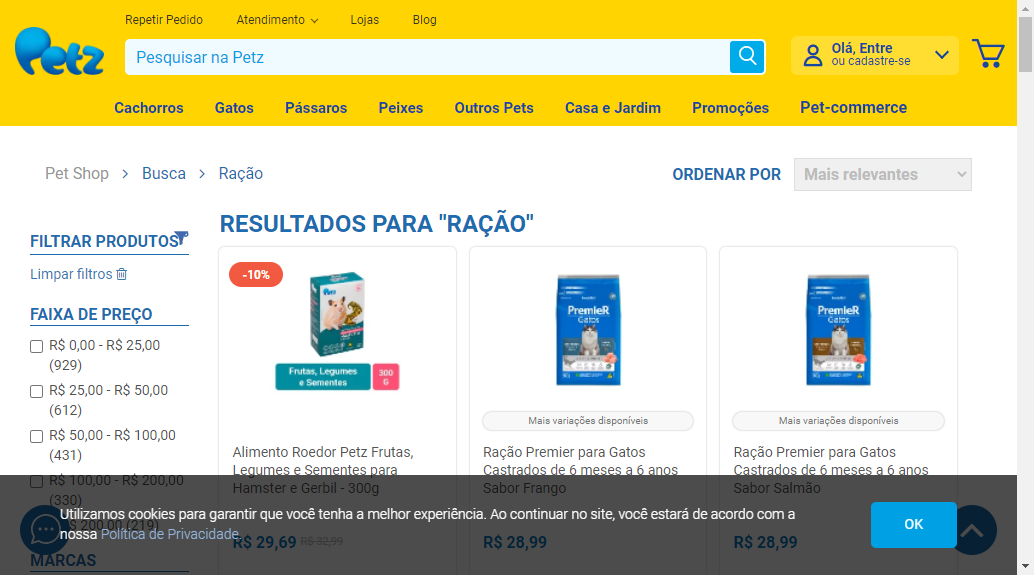 Repetir Pedido
Atendimento
Lojas
Blog
Petz
Pesquisar na Petz
Olá, Entre
ou cadastre-se
Cachorros
Gatos
Pássaros
Peixes
Outros Pets
Casa e Jardim
Promoções
Pet-commerce
Pet Shop
Busca
Ração
ORDENAR POR
Mais relevantes
RESULTADOS PARA "RAÇÃO"
FILTRAR PRODUTOS
Limpar filtros
FAIXA DE PREÇO
R$ 0,00 - R$ 25,00
(929)
R$ 25,00 - R$ 50,00
(612)
R$ 50,00 - R$ 100,00
(431)
R$ 100,00 - R$ 200,00
(330)
R$ 200,00 (219)
MARCAS
-10%
Petz
Frutas, Legumes
e Sementes
300
G
Alimento Roedor Petz Frutas,
Legumes e Sementes para
Hamster e Gerbil - 300g
R$ 29,69 R$ 32,99
PremieR
Gatos
Mais variações disponíveis
Ração Premier para Gatos
Castrados de 6 meses a 6 anos
Sabor Frango
R$ 28,99
PremieR
Gatos
Mais variações disponíveis
Ração Premier para Gatos
Castrados de 6 meses a 6 anos
Sabor Salmão
R$ 28,99
Utilizamos cookies para garantir que você tenha a melhor experiência. Ao continuar no site, você estará de acordo com a
nossa Política de Privacidade.
OK